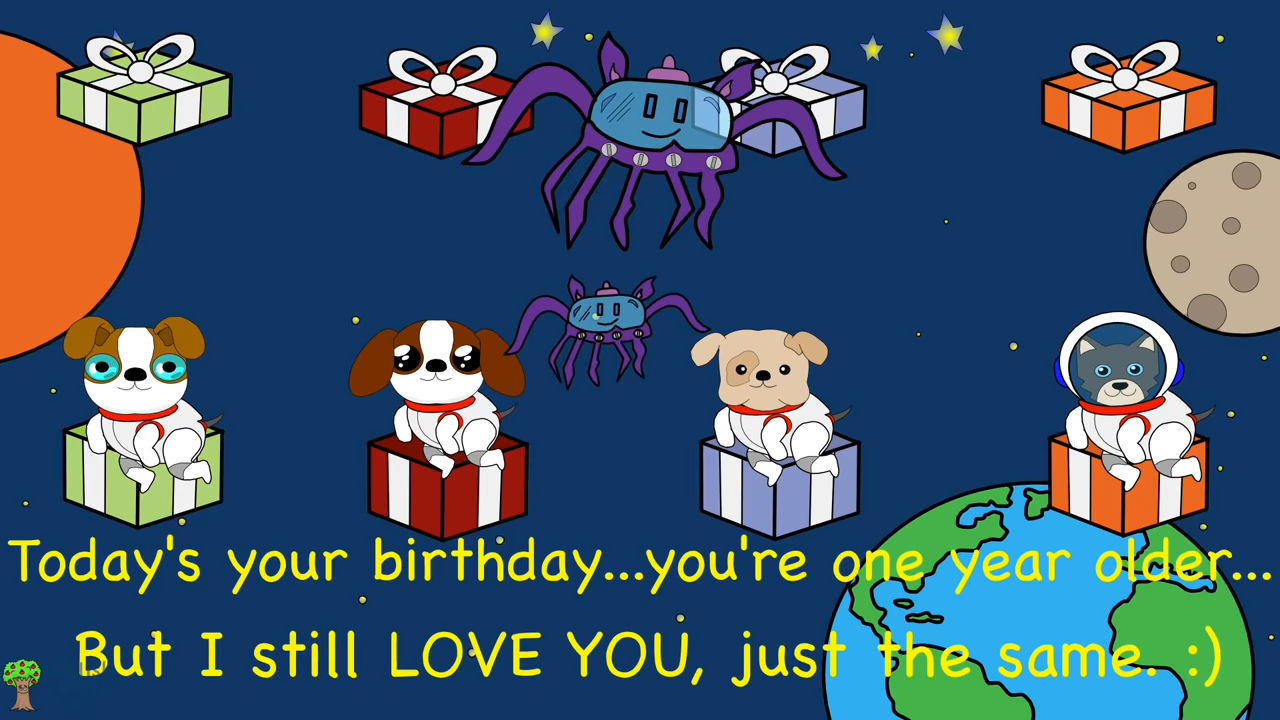 Today's your birthday...you're one year older...
But I still LOVE YOU, just the same. :)